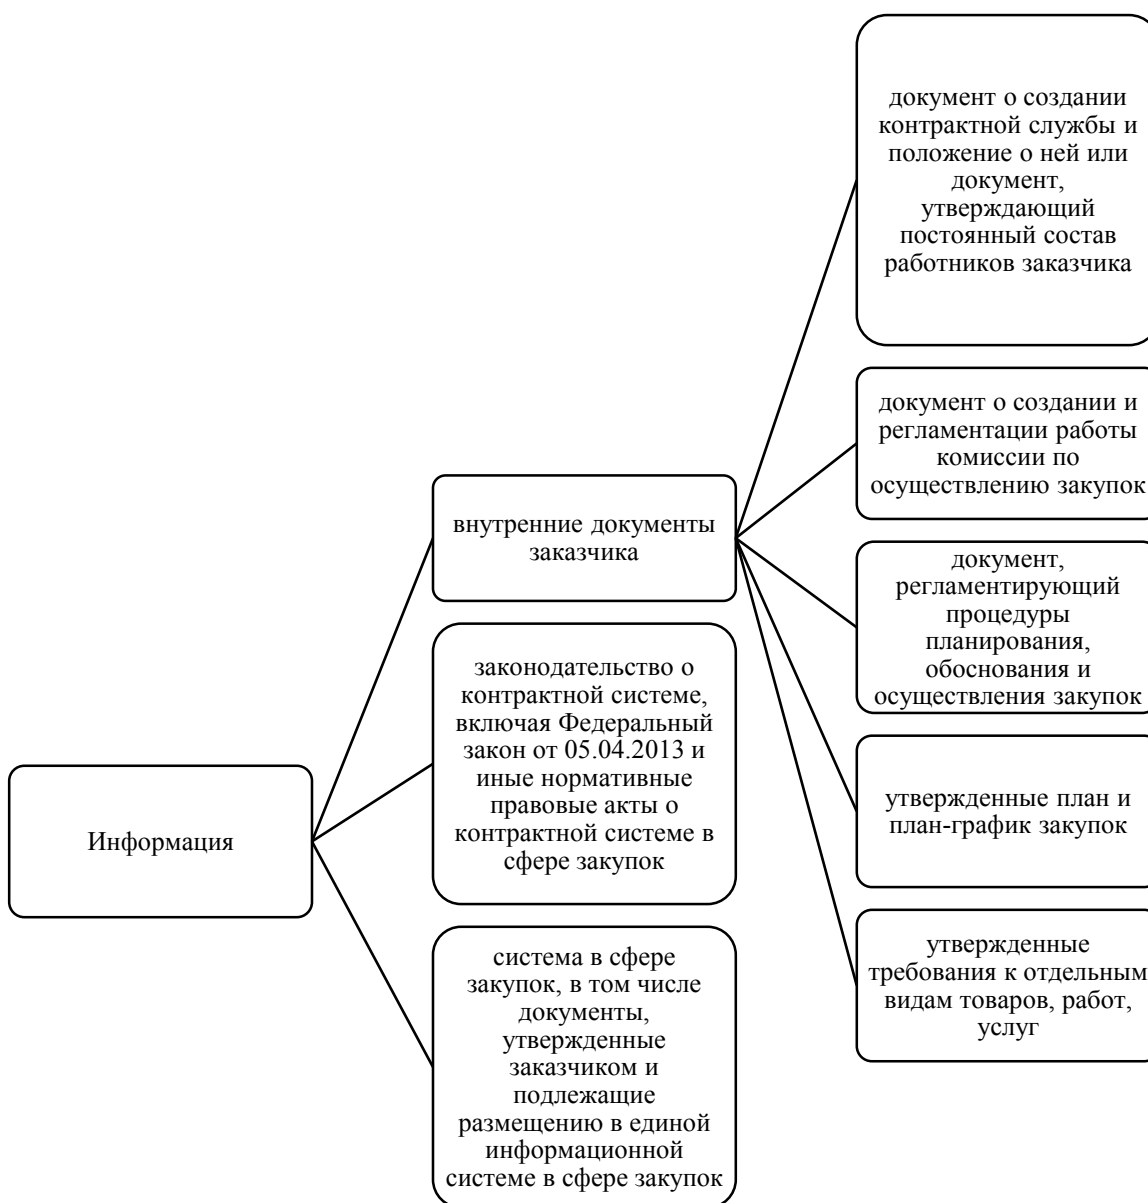 Информация
внутренние документы
заказчика
законодательство о
контрактной системе,
включая Федеральный
закон от 05.04.2013 и
иные нормативные
правовые акты о
контрактной системе в
сфере закупок
система в сфере
закупок, в том числе
документы,
утвержденные
заказчиком и
подлежащие
размещению в единой
информационной
системе в сфере закупок
документ о создании
контрактной службы и
положение о ней или
документ,
утверждающий
постоянный состав
работников заказчика
документ о создании и
регламентации работы
комиссии по
осуществлению закупок
документ,
регламентирующий
процедуры
планирования,
обоснования и
осуществления закупок
утвержденные план и
план-график закупок
утвержденные
требования к отдельным
видам товаров, работ,
услуг